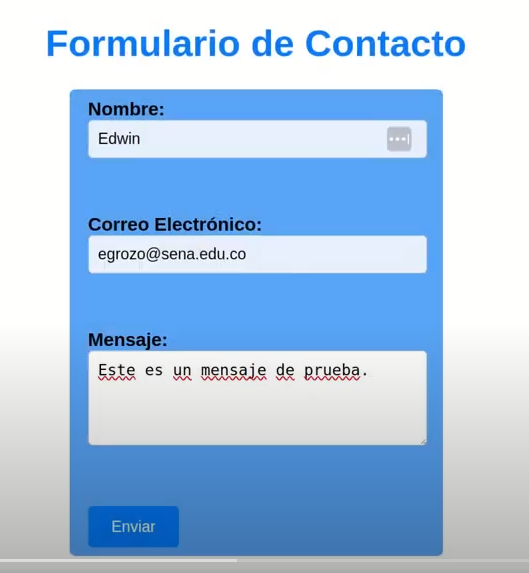 Formulario de Contacto
Nombre:
Edwin
Correo Electrónico:
egrozo@sena.edu.co
Mensaje:
Este es un mensaje de prueba.
Enviar